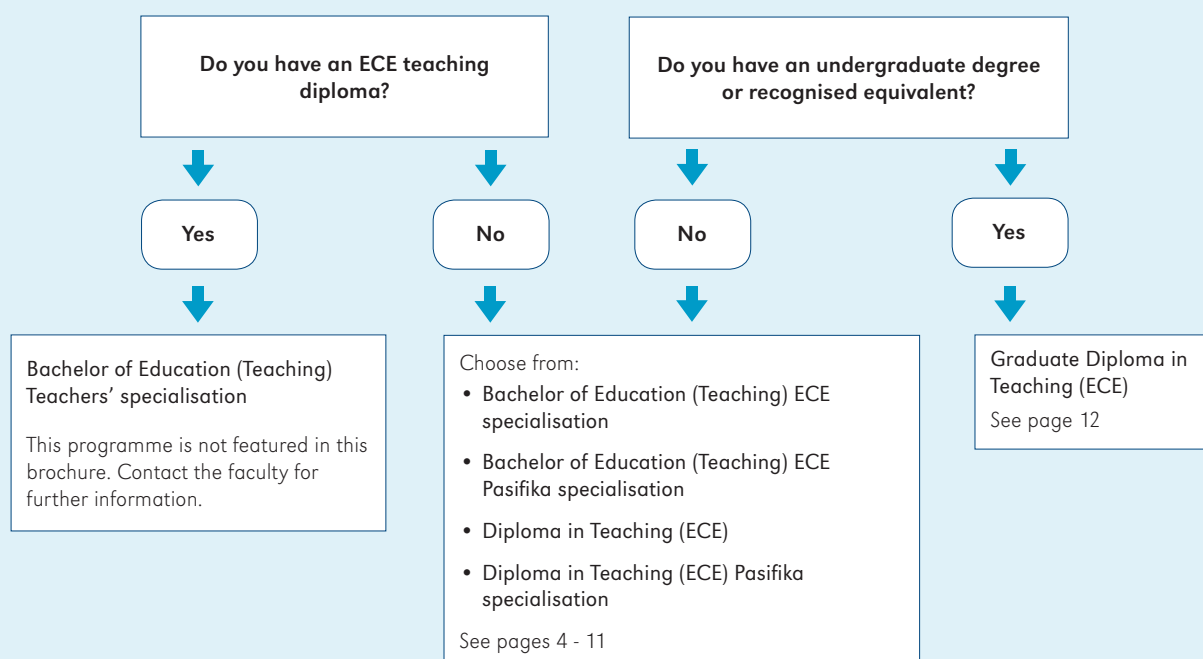 Do you have an ECE teaching
diploma?
Do you have an undergraduate degree
or recognised equivalent?
Yes
No
No
Yes
Bachelor of Education (Teaching)
Teachers’ specialisation
This programme is not featured in this
brochure. Contact the faculty for
further information.
Choose from:
• Bachelor of Education (Teaching) ECE
specialisation
• Bachelor of Education (Teaching) ECE
Pasifika specialisation
• Diploma in Teaching (ECE)
• Diploma in Teaching (ECE) Pasifika
specialisation
See pages 4 - 11
Graduate Diploma in
Teaching (ECE)
See page 12